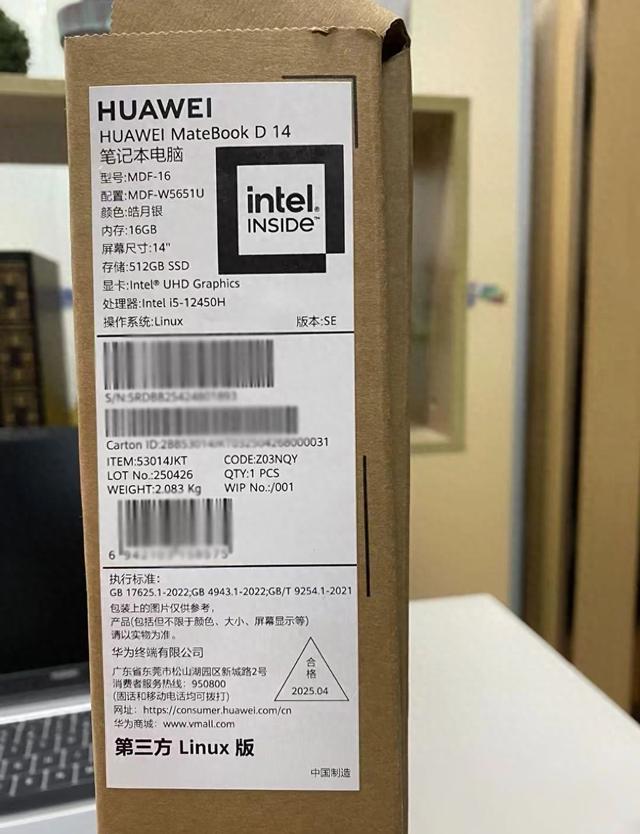 HUAWEI
HUAWEI MateBook D 14
笔记本电脑
型号:MDF-16
配置:MDF-W5651U
颜色:皓月银
内存:16GB
屏幕尺寸:14"
存储:512GB SSD
显卡:Intel® UHD Graphics
处理器:Intel i5-12450H
操作系统:Linux 版本:SE
intel®
INSIDE™
S/N:
Carton ID:
ITEM:53014JKT CODE:Z03NQY
LOT No.:250426 QTY:1 PCS
WEIGHT:2.083 Kg WIP No.:/001
执行标准:
GB 17625.1-2022;GB 4943.1-2022;GB/T 9254.1-2021
包装上的图片仅供参考，
产品(包括但不限于颜色、大小、屏幕显示等)
请以实物为准。
华为终端有限公司
广东省东莞市松山湖园区新城路2号
消费者服务热线：950800
(固话和移动电话均可拨打)
网址：https://consumer.huawei.com/cn
华为商城：www.vmall.com
合格
2025.04
第三方 Linux 版
中国制造